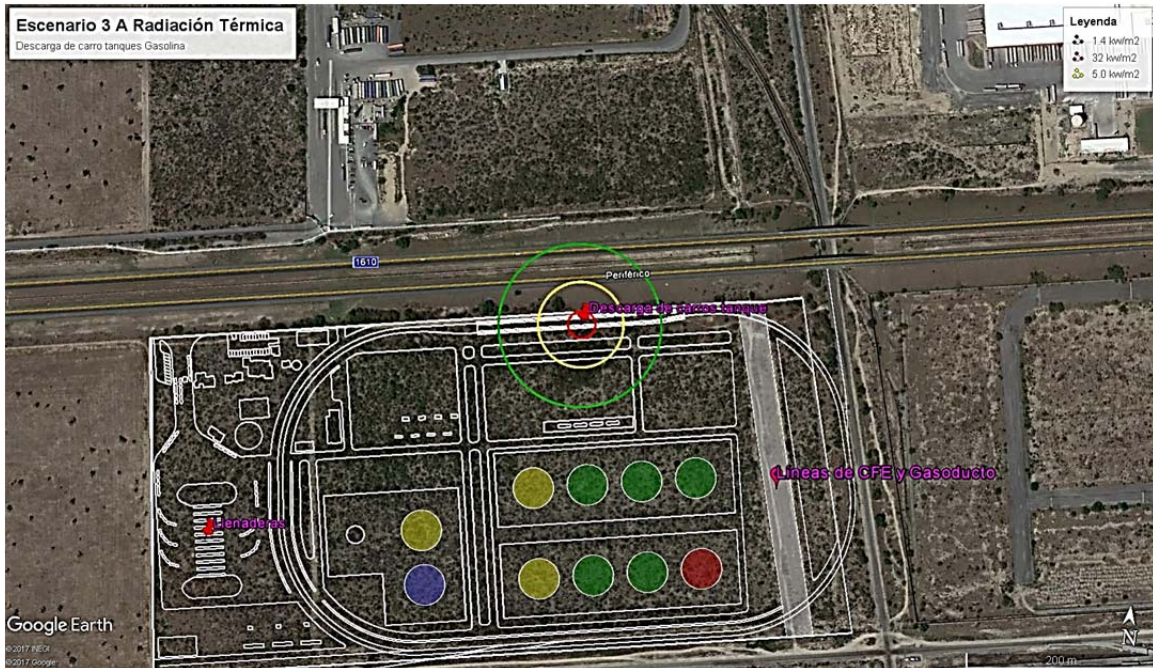 Escenario 3 A Radiación Térmica
Descarga de carro tanques Gasolina
Leyenda
1.4 kw/m2
32 kw/m2
5.0 kw/m2
1610
Periférico
Descarga de carros tanque
Lineas de CFE y Gasoducto
Llenaderas
Google Earth
© 2017 INEGI
© 2017 Google
N
200 m